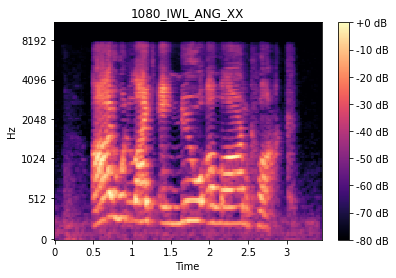 1080_IWL_ANG_XX
+0 dB
8192
-10 dB
4096
-20 dB
-30 dB
2048
Hz
-40 dB
1024
-50 dB
512
-60 dB
-70 dB
0
-80 dB
0 0.5 1 1.5 2 2.5 3
Time